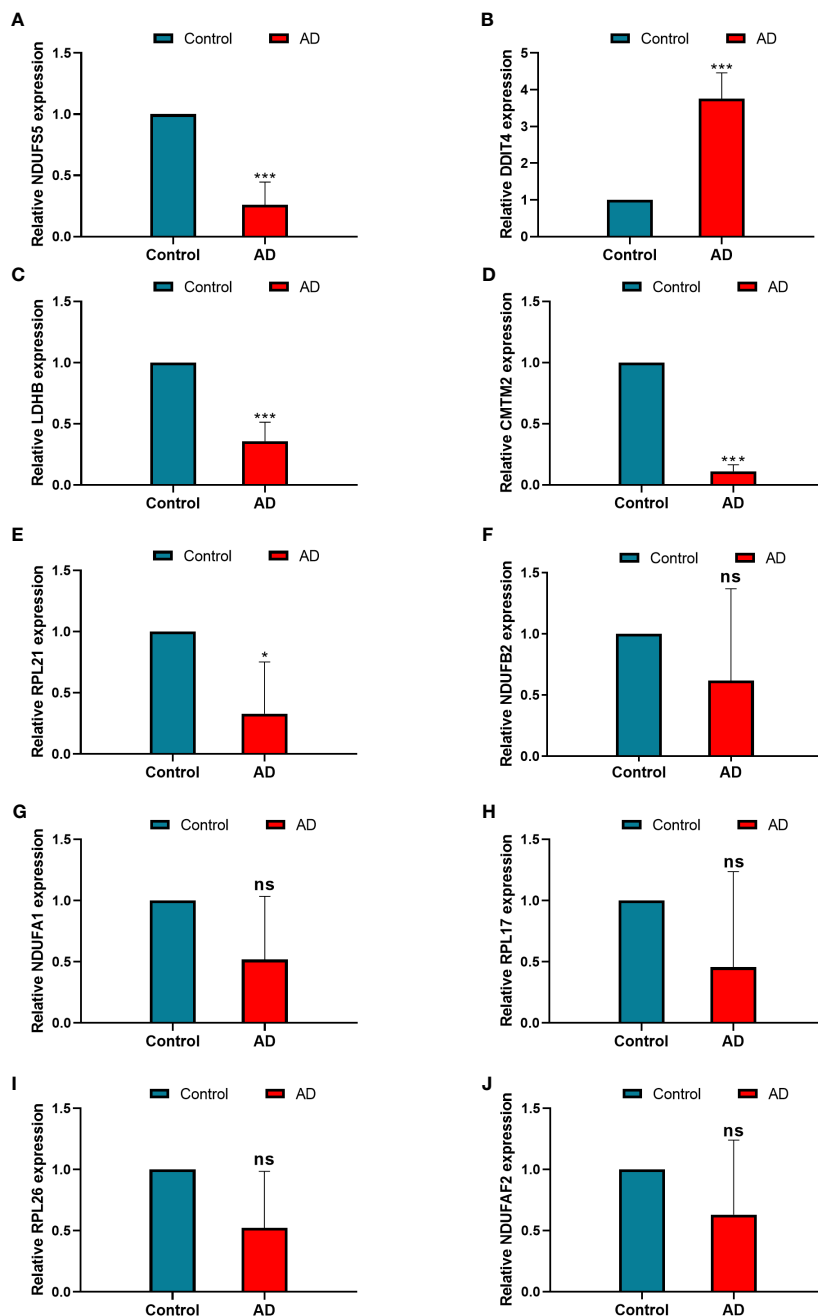 A
Control AD
Relative NDUFS5 expression
1.5
1.0
0.5
0.0
***
Control AD
B
Control AD
Relative DDIT4 expression
5
4
3
2
1
0
***
Control AD
C
Control AD
Relative LDHB expression
1.5
1.0
0.5
0.0
***
Control AD
D
Control AD
Relative CMTM2 expression
1.5
1.0
0.5
0.0
***
Control AD
E
Control AD
Relative RPL21 expression
1.5
1.0
0.5
0.0
*
Control AD
F
Control AD
Relative NDUFB2 expression
1.5
1.0
0.5
0.0
ns
Control AD
G
Control AD
Relative NDUFA1 expression
1.5
1.0
0.5
0.0
ns
Control AD
H
Control AD
Relative RPL17 expression
1.5
1.0
0.5
0.0
ns
Control AD
I
Control AD
Relative RPL26 expression
1.5
1.0
0.5
0.0
ns
Control AD
J
Control AD
Relative NDUFAF2 expression
1.5
1.0
0.5
0.0
ns
Control AD